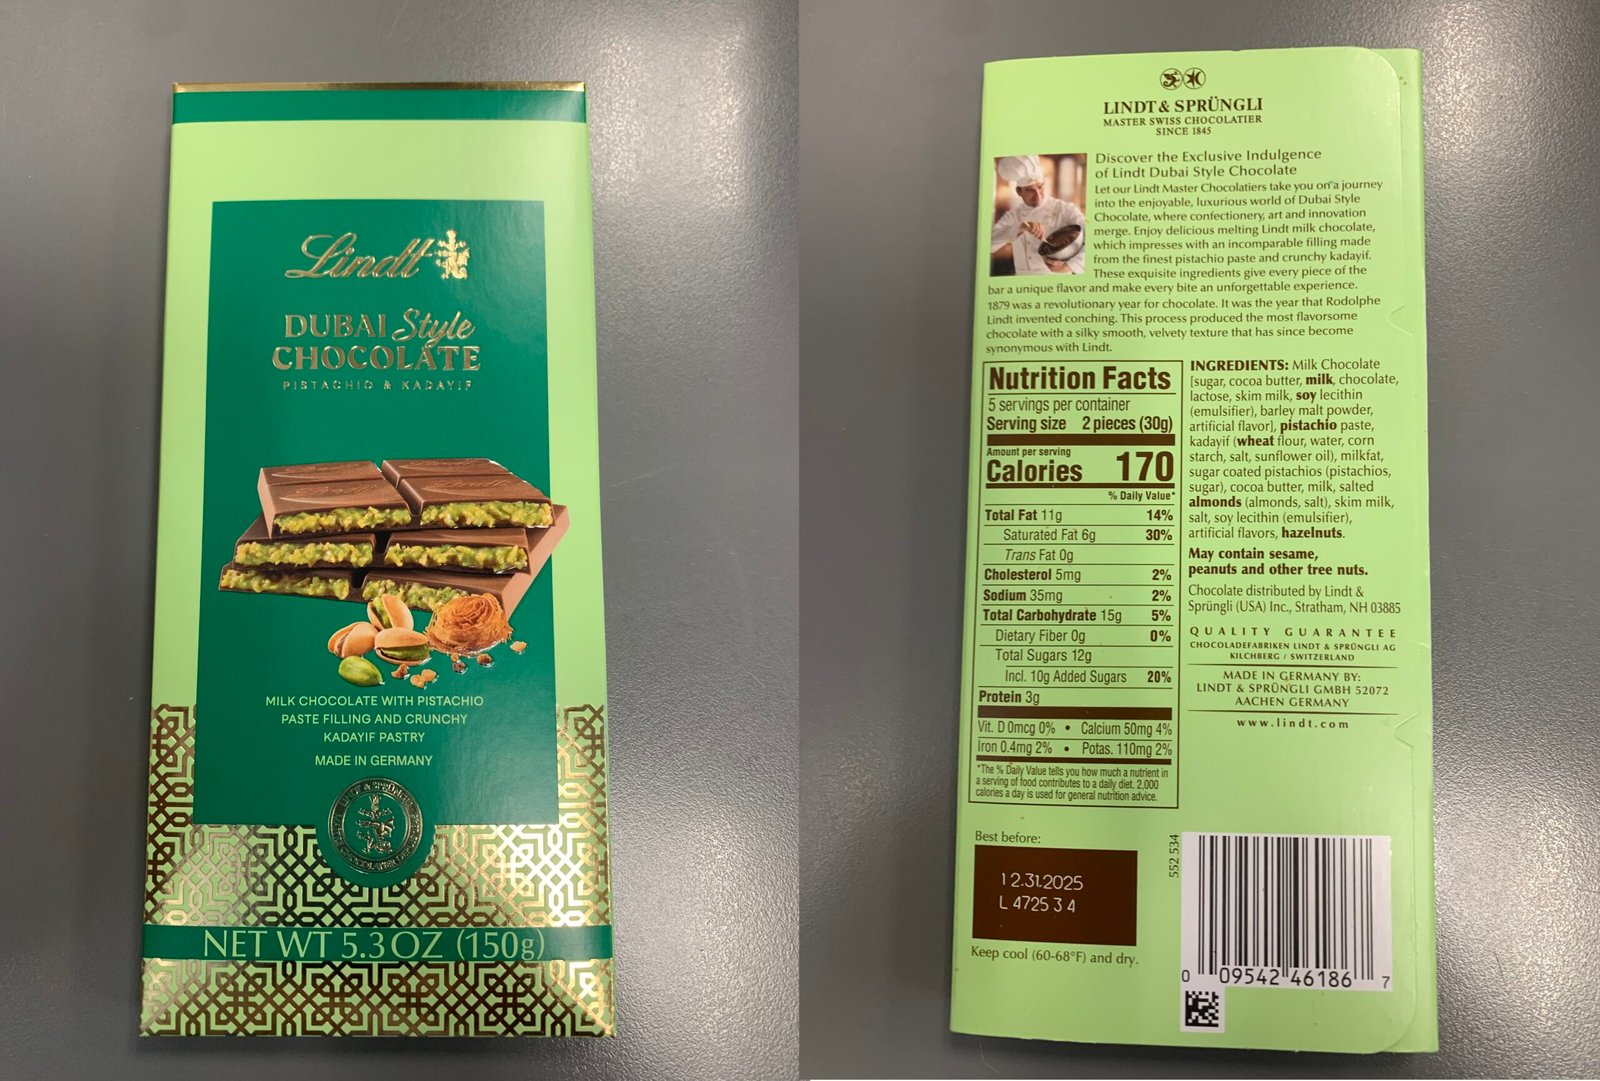 Lindt
DUBAI Style
CHOCOLATE
PISTACHIO & KADAYIF
MILK CHOCOLATE WITH PISTACHIO
PASTE FILLING AND CRUNCHY
KADAYIF PASTRY
MADE IN GERMANY
NET WT 5.3 OZ (150g)
LINDT & SPRÜNGLI
MASTER SWISS CHOCOLATIER
SINCE 1845
Discover the Exclusive Indulgence
of Lindt Dubai Style Chocolate
Let our Lindt Master Chocolatiers take you on a journey
into the enjoyable, luxurious world of Dubai Style
Chocolate, where confectionery, art and innovation
merge. Enjoy delicious melting Lindt milk chocolate,
which impresses with an incomparable filling made
from the finest pistachio paste and crunchy kadayif.
These exquisite ingredients give every piece of the
bar a unique flavor and make every bite an unforgettable experience.
1879 was a revolutionary year for chocolate. It was the year that Rodolphe
Lindt invented conching. This process produced the most flavorsome
chocolate with a silky smooth, velvety texture that has since become
synonymous with Lindt.
Nutrition Facts
5 servings per container
Serving size 2 pieces (30g)
Amount per serving
Calories 170
% Daily Value*
Total Fat 11g 14%
Saturated Fat 6g 30%
Trans Fat 0g
Cholesterol 5mg 2%
Sodium 35mg 2%
Total Carbohydrate 15g 5%
Dietary Fiber 0g 0%
Total Sugars 12g
Incl. 10g Added Sugars 20%
Protein 3g
Vit. D 0mcg 0% • Calcium 50mg 4%
Iron 0.4mg 2% • Potas. 110mg 2%
*The % Daily Value tells you how much a nutrient in
a serving of food contributes to a daily diet. 2,000
calories a day is used for general nutrition advice.
INGREDIENTS: Milk Chocolate
[sugar, cocoa butter, milk, chocolate,
lactose, skim milk, soy lecithin
(emulsifier), barley malt powder,
artificial flavor], pistachio paste,
kadayif (wheat flour, water, corn
starch, salt, sunflower oil), milkfat,
sugar coated pistachios (pistachios,
sugar), cocoa butter, milk, salted
almonds (almonds, salt), skim milk,
salt, soy lecithin (emulsifier),
artificial flavors, hazelnuts.
May contain sesame,
peanuts and other tree nuts.
Chocolate distributed by Lindt &
Sprüngli (USA) Inc., Stratham, NH 03885
QUALITY GUARANTEE
CHOCOLADEFABRIKEN LINDT & SPRÜNGLI AG
KILCHBERG / SWITZERLAND
MADE IN GERMANY BY:
LINDT & SPRÜNGLI GMBH 52072
AACHEN GERMANY
www.lindt.com
Best before:
12.31.2025
L 4725 3 4
Keep cool (60-68°F) and dry.
552 534
0 09542 46186 7